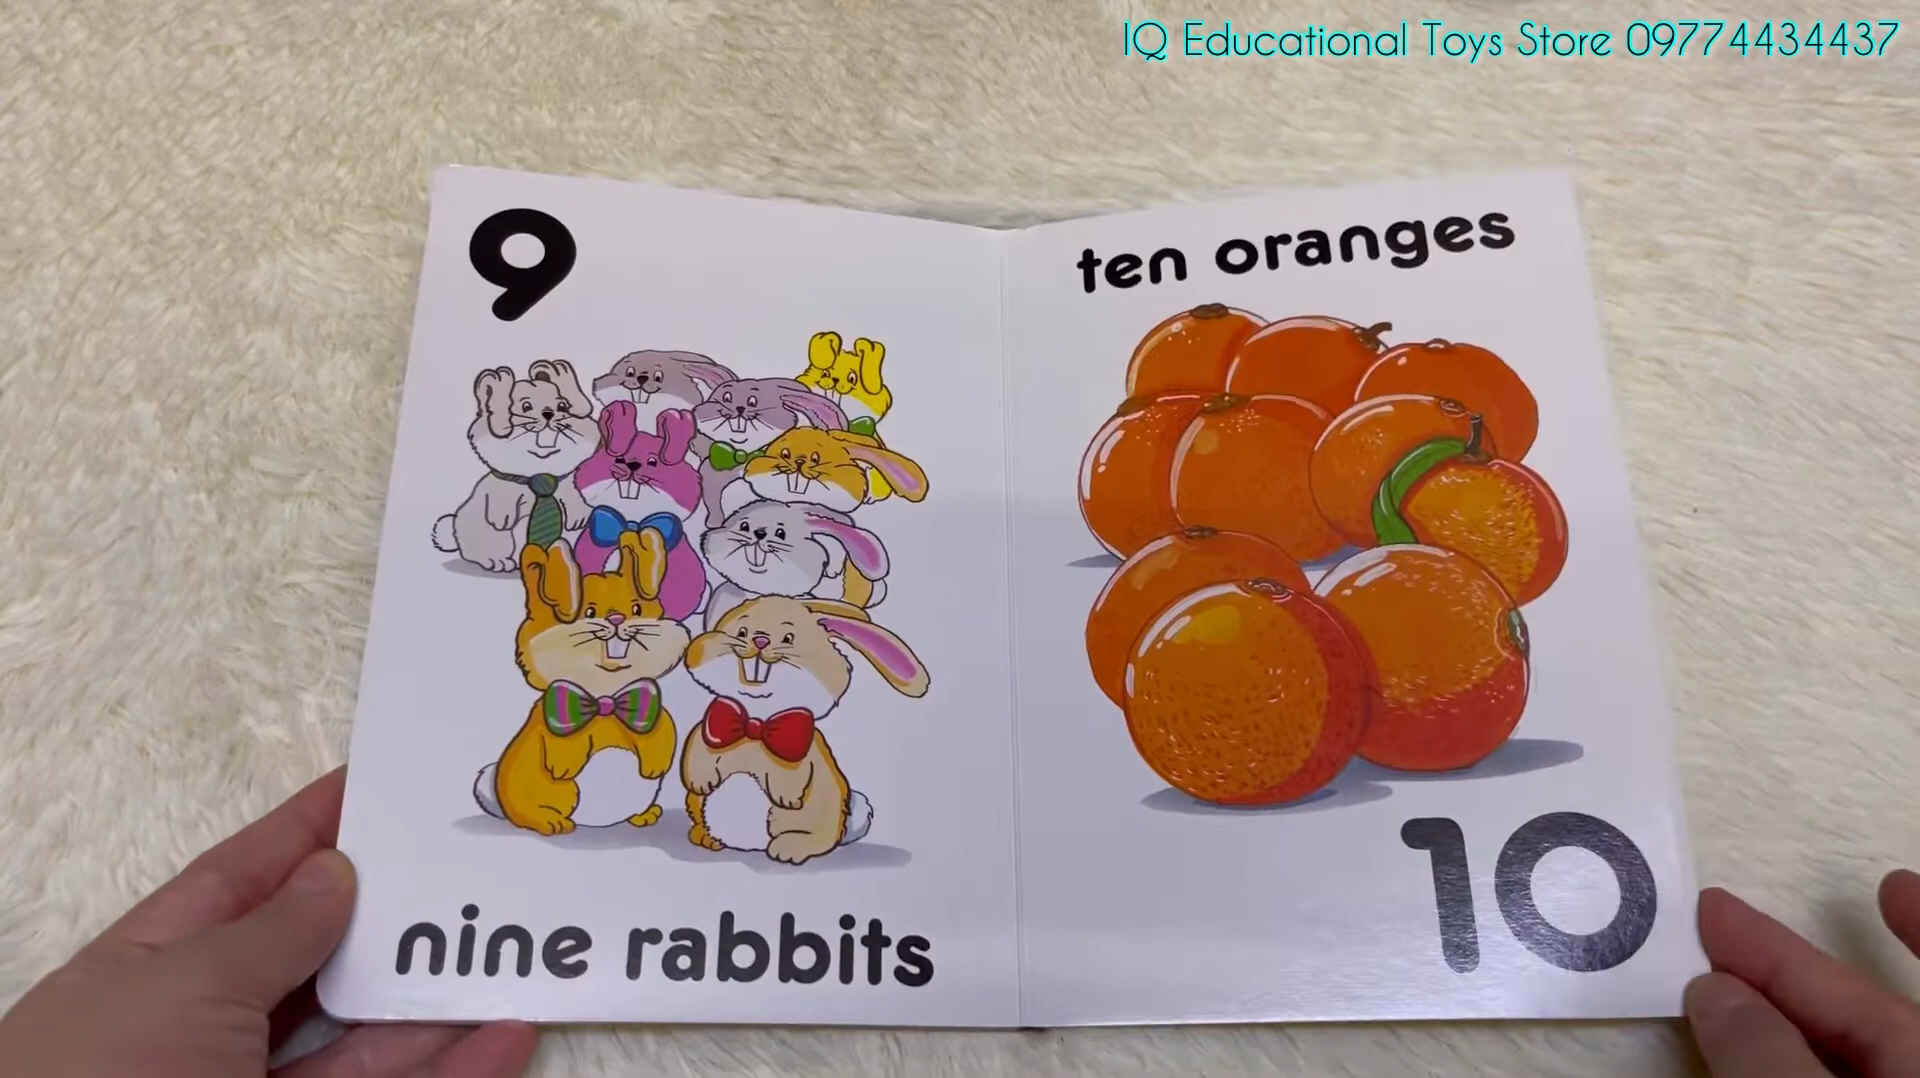 IQ Educational Toys Store 09774434437
9
nine rabbits
ten oranges
10